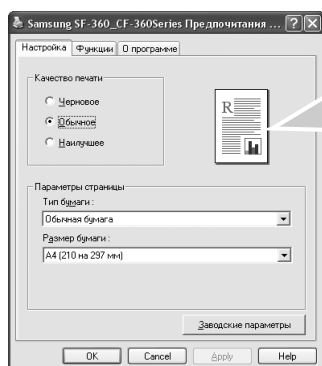 Samsung SF-360_CF-360Series Предпочитания ...
Настройка Функции О программе
Качество печати
Черновое
Обычное
Наилучшее
R
Параметры страницы
Тип бумаги :
Обычная бумага
Размер бумаги :
A4 (210 на 297 мм)
Заводские параметры
OK Cancel Apply Help